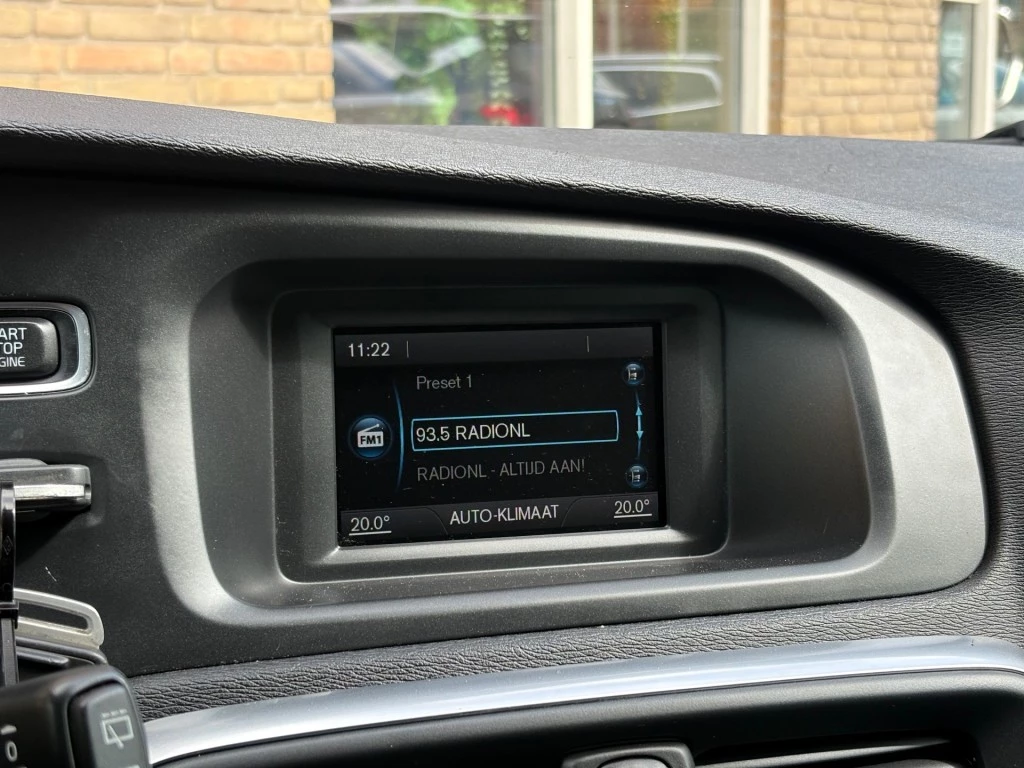 11:22
Preset 1
FM1
93.5 RADIONL
RADIONL - ALTIJD AAN!
20.0°
AUTO-KLIMAAT
20.0°
ART
TOP
GINE
0